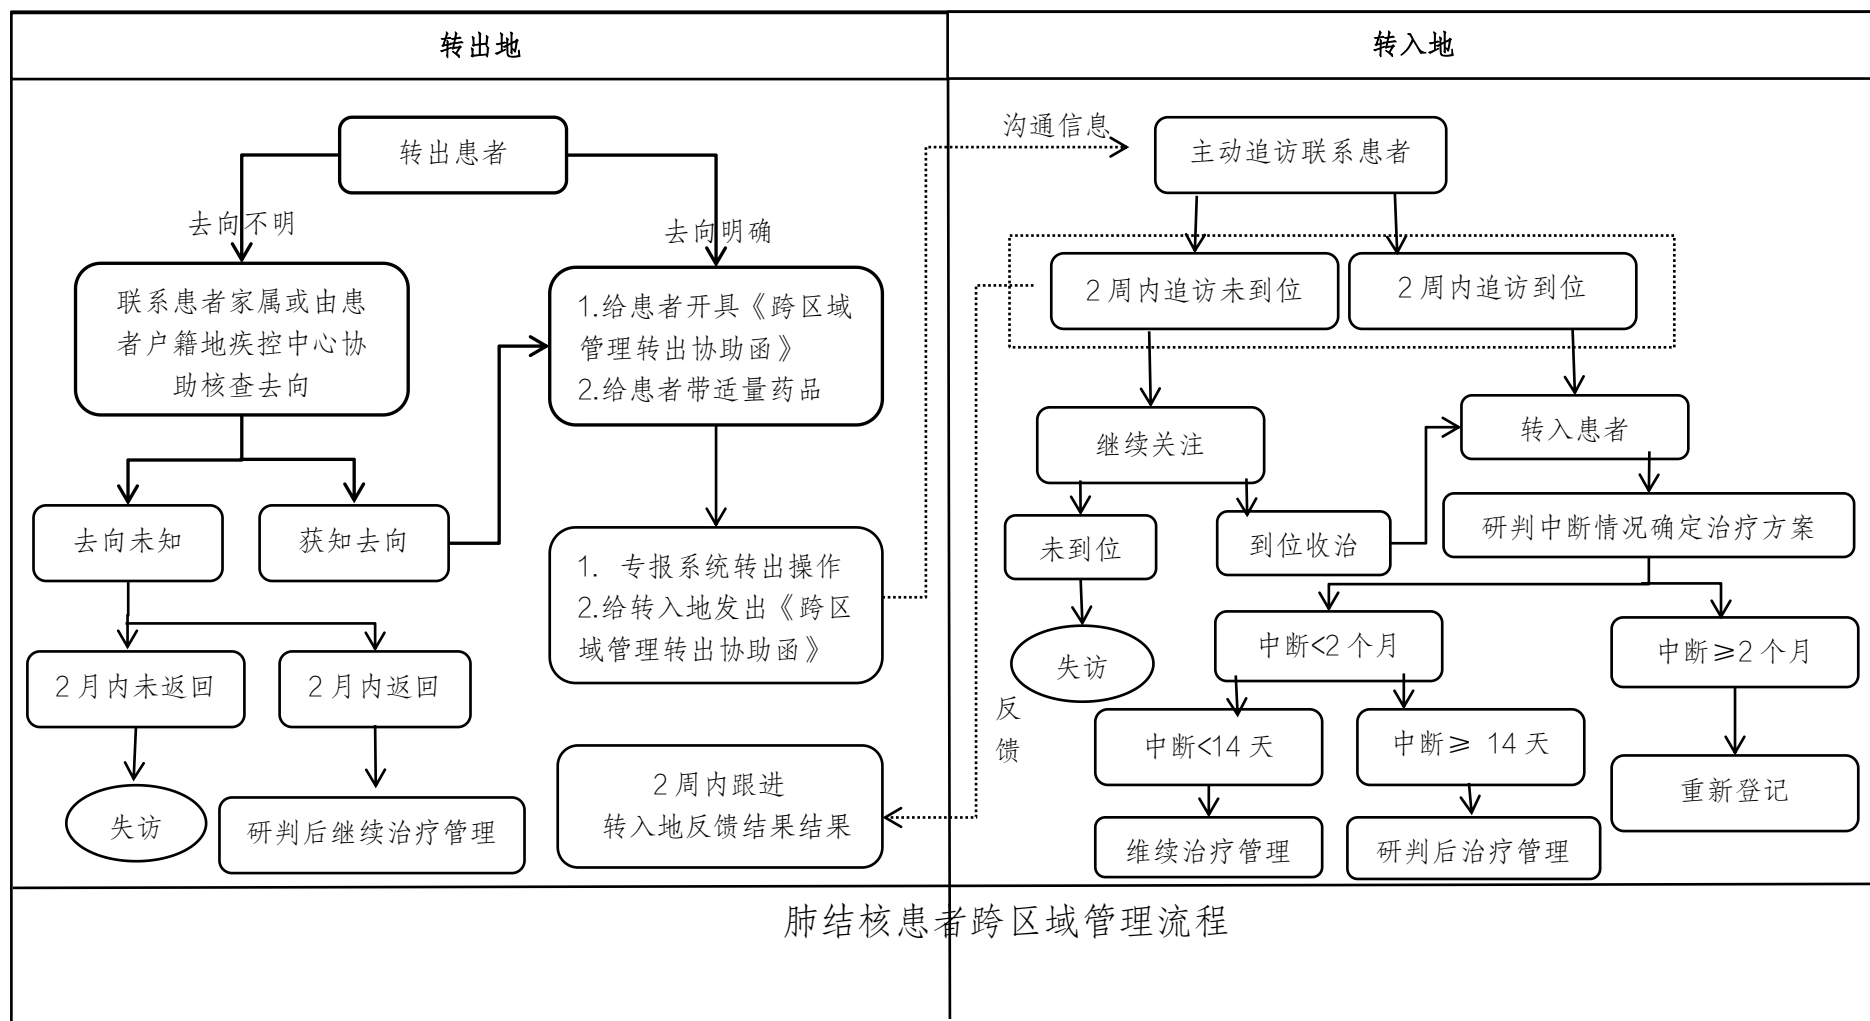 转出地
转入地
转出患者
去向不明
去向明确
联系患者家属或由患
者户籍地疾控中心协
助核查去向
1.给患者开具《跨区域
管理转出协助函》
2.给患者带适量药品
去向未知
获知去向
1. 专报系统转出操作
2.给转入地发出《跨区
域管理转出协助函》
2月内未返回
2月内返回
失访
研判后继续治疗管理
2周内跟进
转入地反馈结果结果
沟通信息
主动追访联系患者
2周内追访未到位
2周内追访到位
继续关注
转入患者
未到位
到位收治
研判中断情况确定治疗方案
失访
中断<2个月
中断≥2个月
反
馈
中断<14天
中断≥ 14天
重新登记
维续治疗管理
研判后治疗管理
肺结核患者跨区域管理流程